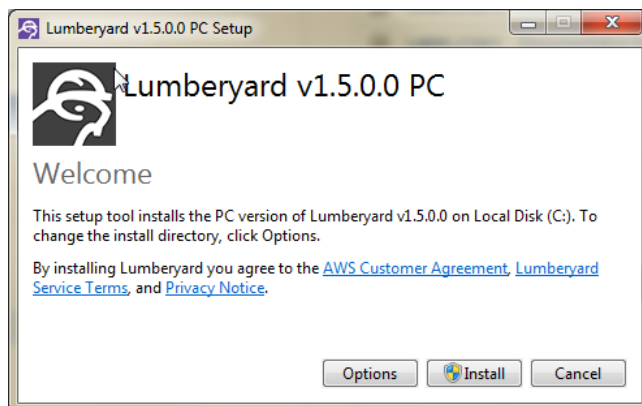 Lumberyard v1.5.0.0 PC Setup
Lumberyard v1.5.0.0 PC
Welcome
This setup tool installs the PC version of Lumberyard v1.5.0.0 on Local Disk (C:). To
change the install directory, click Options.
By installing Lumberyard you agree to the AWS Customer Agreement, Lumberyard
Service Terms, and Privacy Notice.
Options Install Cancel